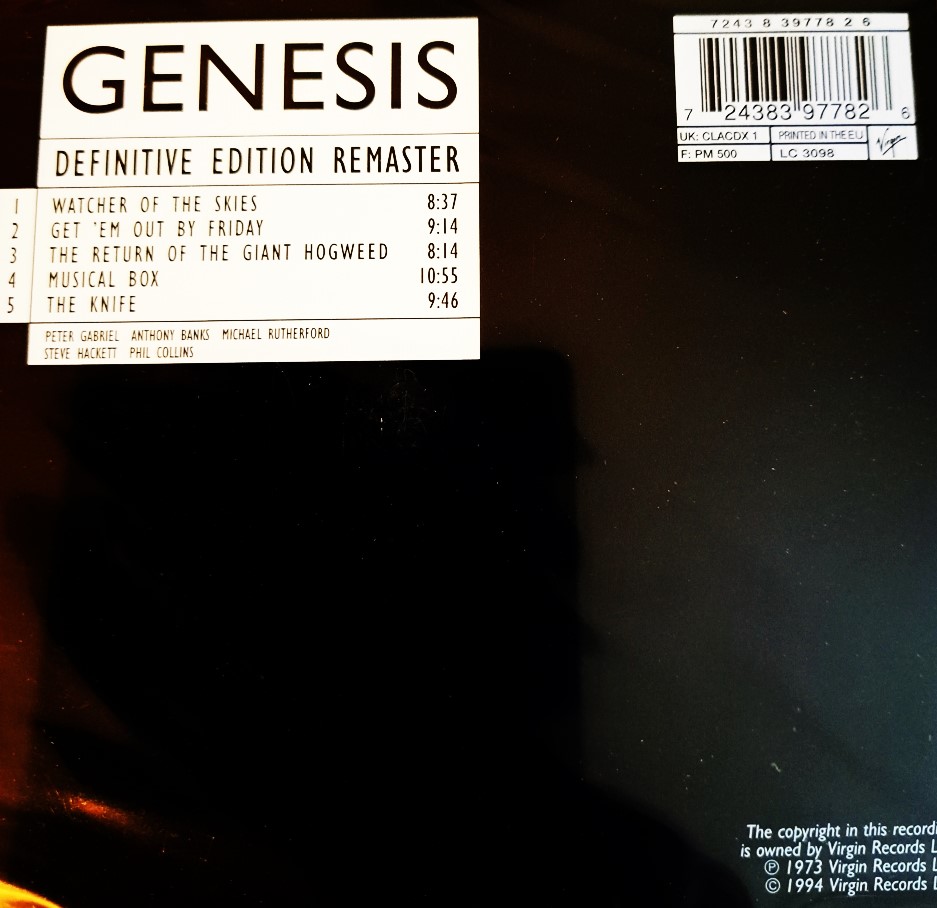 GENESIS
DEFINITIVE EDITION REMASTER
1 WATCHER OF THE SKIES 8:37
2 GET 'EM OUT BY FRIDAY 9:14
3 THE RETURN OF THE GIANT HOGWEED 8:14
4 MUSICAL BOX 10:55
5 THE KNIFE 9:46
PETER GABRIEL ANTHONY BANKS MICHAEL RUTHERFORD
STEVE HACKETT PHIL COLLINS
7243 8 39778 2 6
7 24383 97782 6
UK: CLACDX 1 PRINTED IN THE EU
F: PM 500 LC 3098 Virgin
The copyright in this recordi
is owned by Virgin Records L
℗ 1973 Virgin Records L
© 1994 Virgin Records